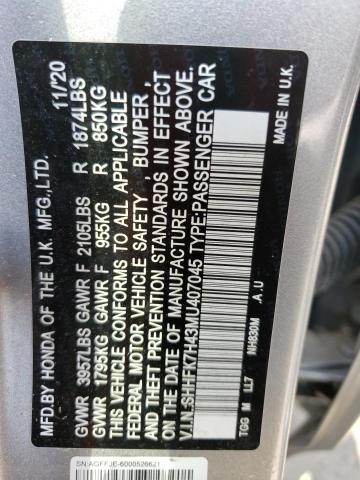 MFD.BY HONDA OF THE U.K. MFG.,LTD. 11/20
GVWR 3957LBS GAWR F 2105LBS R 1874LBS
GVWR 1795KG GAWR F 955KG R 850KG
THIS VEHICLE CONFORMS TO ALL APPLICABLE
FEDERAL MOTOR VEHICLE SAFETY, BUMPER,
AND THEFT PREVENTION STANDARDS IN EFFECT
ON THE DATE OF MANUFACTURE SHOWN ABOVE.
V.I.N.:SHHFK7H43MU407045 TYPE:PASSENGER CAR
TGG M LL7 NH830M .A.U MADE IN U.K.
SN:AGFFJE-6000526621